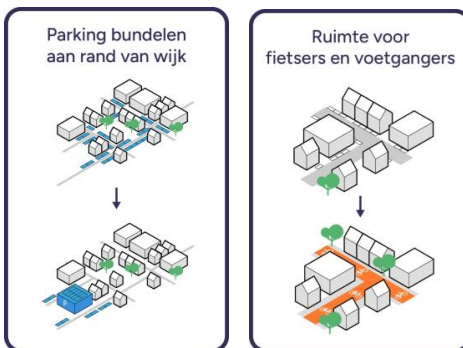 Parking bundelen
aan rand van wijk
Ruimte voor
fietsers en voetgangers
P